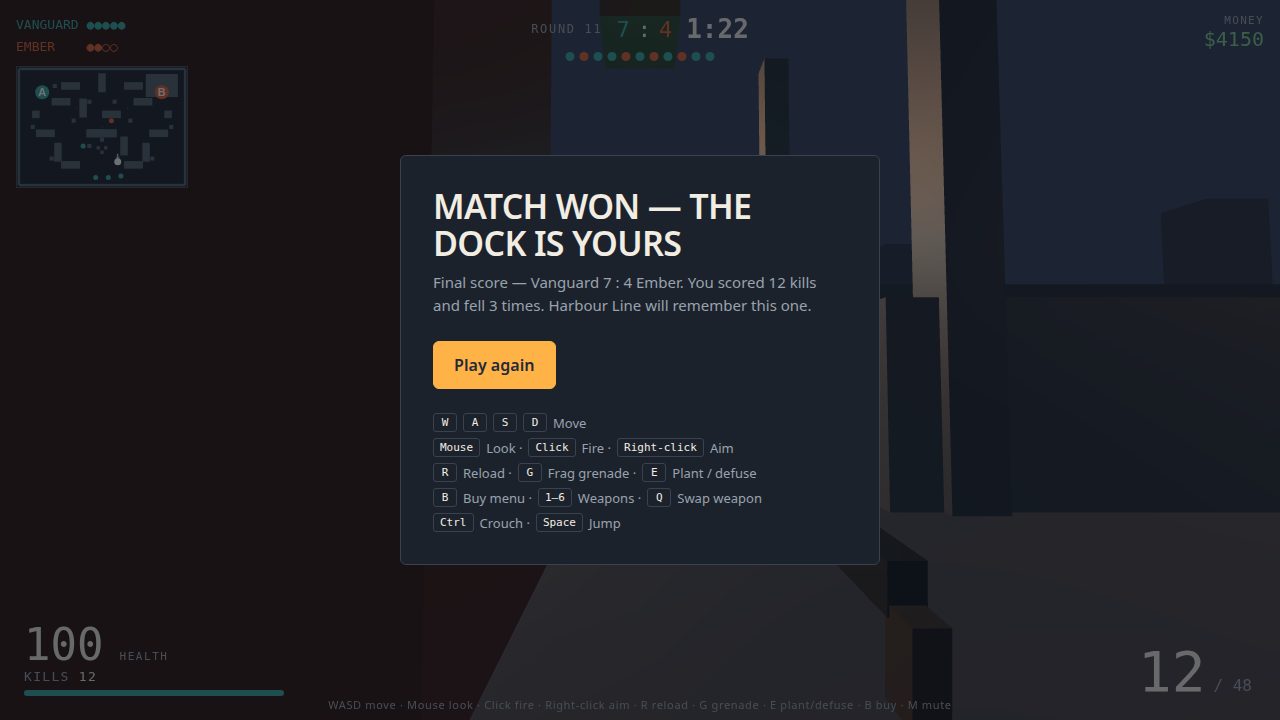 VANGUARD
EMBER
A
B
ROUND 11 7 : 4 1:22
MONEY
$4150
MATCH WON — THE
DOCK IS YOURS
Final score — Vanguard 7 : 4 Ember. You scored 12 kills
and fell 3 times. Harbour Line will remember this one.
Play again
W A S D Move
Mouse Look · Click Fire · Right-click Aim
R Reload · G Frag grenade · E Plant / defuse
B Buy menu · 1–6 Weapons · Q Swap weapon
Ctrl Crouch · Space Jump
100 HEALTH
KILLS 12
12 / 48
WASD move · Mouse look · Click fire · Right-click aim · R reload · G grenade · E plant/defuse · B buy · M mute